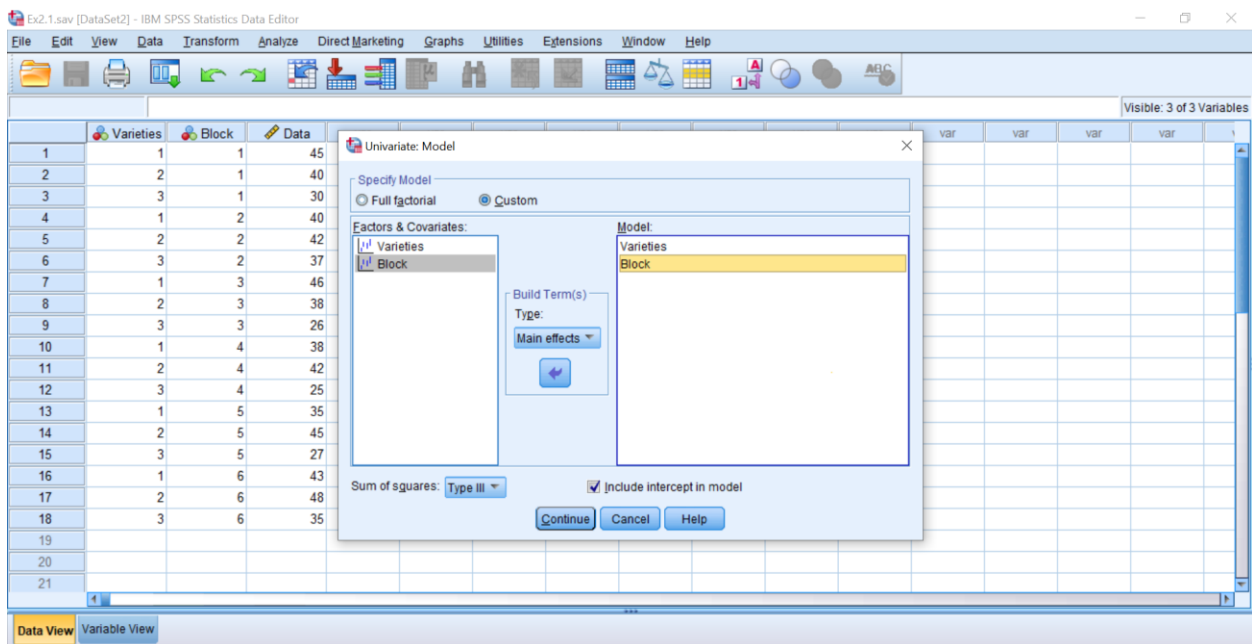 Ex2.1.sav [DataSet2] - IBM SPSS Statistics Data Editor
File Edit View Data Transform Analyze Direct Marketing Graphs Utilities Extensions Window Help
A
1
ABC
Visible: 3 of 3 Variables
Varieties Block Data var var var var
1 1 1 45
2 2 1 40
3 3 1 30
4 1 2 40
5 2 2 42
6 3 2 37
7 1 3 46
8 2 3 38
9 3 3 26
10 1 4 38
11 2 4 42
12 3 4 25
13 1 5 35
14 2 5 45
15 3 5 27
16 1 6 43
17 2 6 48
18 3 6 35
19
20
21
Univariate: Model
Specify Model
Full factorial Custom
Factors & Covariates:
Varieties
Block
Build Term(s)
Type:
Main effects
Model:
Varieties
Block
Sum of squares: Type III Include intercept in model
Continue Cancel Help
Data View Variable View